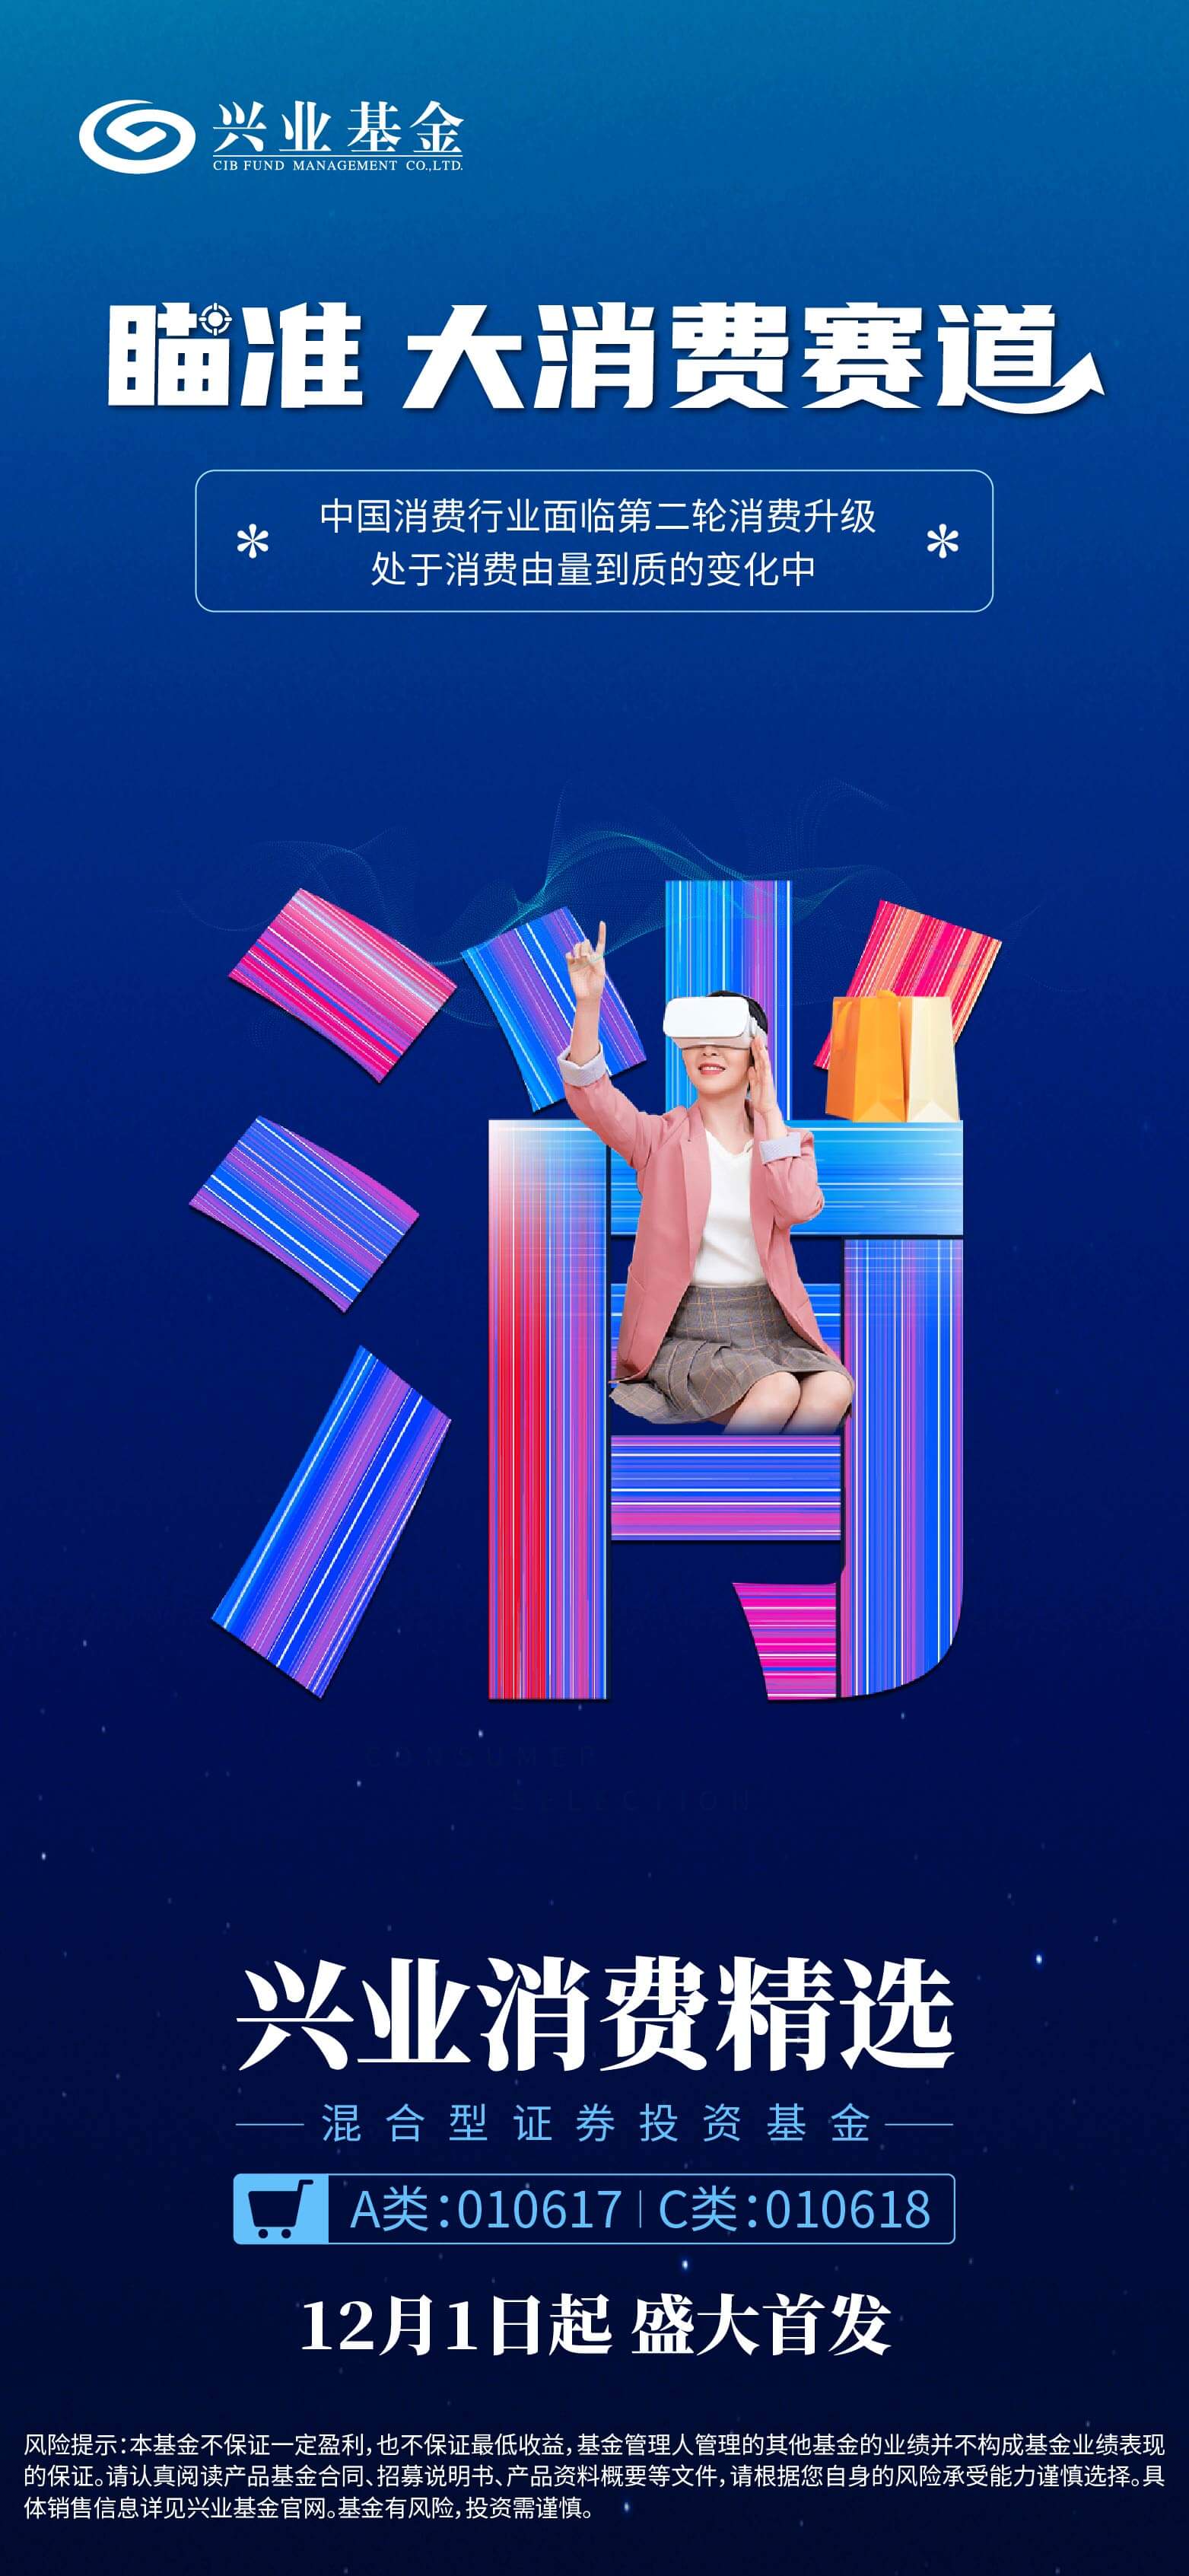 兴业基金
CIB FUND MANAGEMENT CO.,LTD.
瞄准 大消费赛道
中国消费行业面临第二轮消费升级
处于消费由量到质的变化中
消
CONSUMER
SELECTION
兴业消费精选
混合型证券投资基金
A类:010617 | C类:010618
12月1日起 盛大首发
风险提示:本基金不保证一定盈利,也不保证最低收益,基金管理人管理的其他基金的业绩并不构成基金业绩表现
的保证。请认真阅读产品基金合同、招募说明书、产品资料概要等文件,请根据您自身的风险承受能力谨慎选择。具
体销售信息详见兴业基金官网。基金有风险,投资需谨慎。